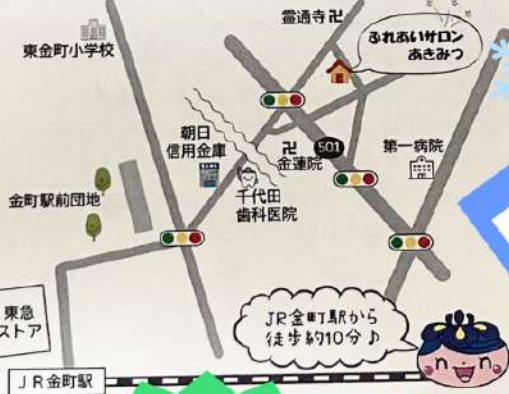 霊通寺卍
東金町小学校
ふれあいサロン
あきみつ
朝日
信用金庫
卍
金蓮院
501
第一病院
千代田
歯科医院
金町駅前団地
東急
ストア
JR金町駅から
徒歩約10分♪
JR金町駅